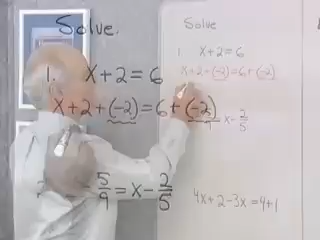 Solve.
1. X+2=6
X+2+(-2)=6+(-2)
5/9=x-2/5
Solve
1. X+2=6
X+2+(-2)=6+(-2)
x-2/5
4X+2-3X=4+1